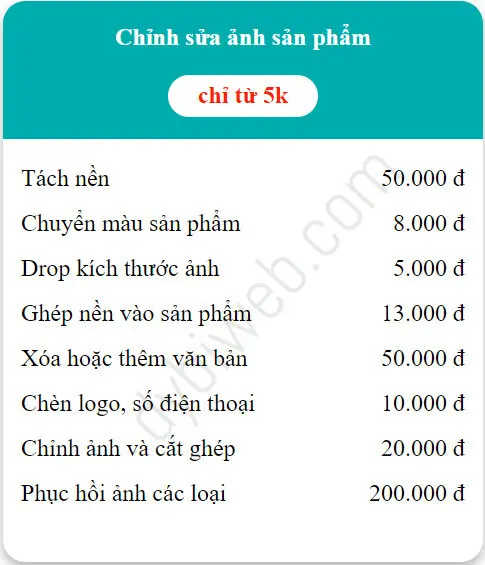 Chỉnh sửa ảnh sản phẩm
chỉ từ 5k
Tách nền 50.000 đ
Chuyển màu sản phẩm 8.000 đ
Drop kích thước ảnh 5.000 đ
Ghép nền vào sản phẩm 13.000 đ
Xóa hoặc thêm văn bản 50.000 đ
Chèn logo, số điện thoại 10.000 đ
Chỉnh ảnh và cắt ghép 20.000 đ
Phục hồi ảnh các loại 200.000 đ
dybiweb.com